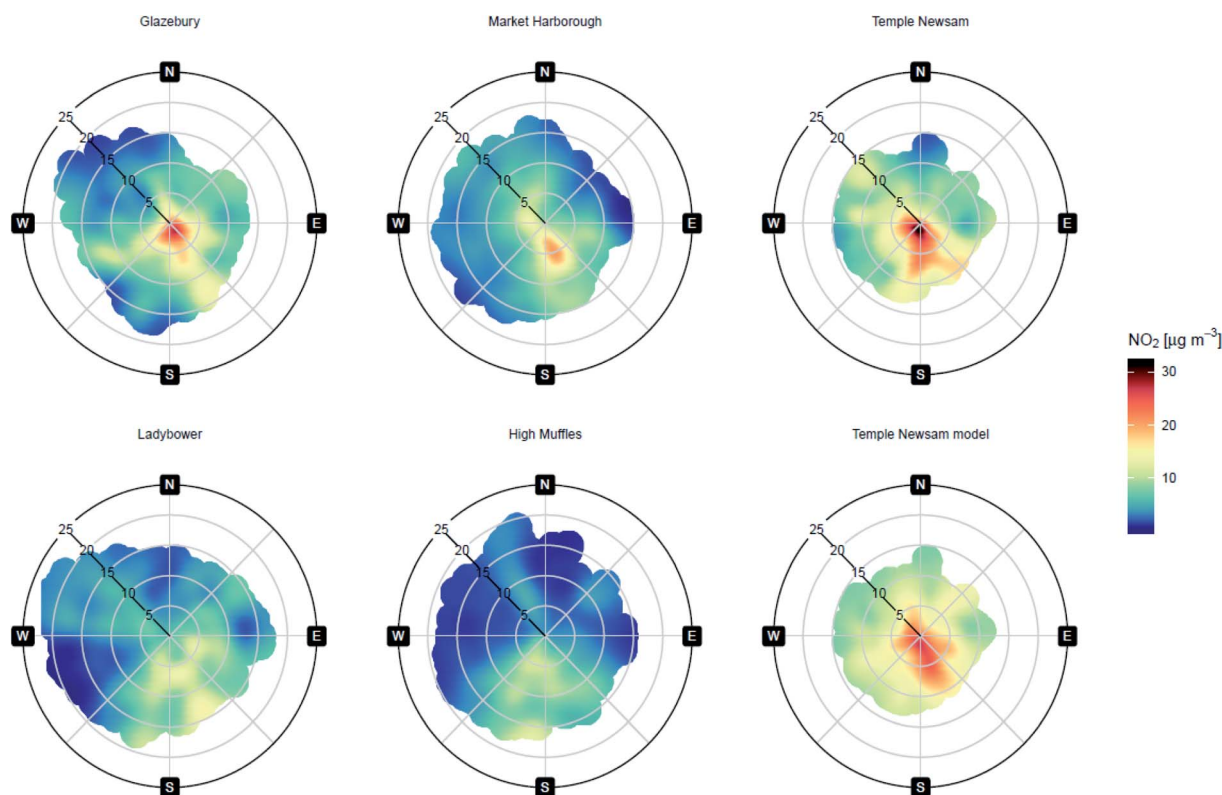 Glazebury
Market Harborough
Temple Newsam
N
25
20
15
10
5
W
E
S
N
25
20
15
10
5
W
E
S
N
25
20
15
10
5
W
E
S
NO₂ [μg m⁻³]
30
20
10
Ladybower
High Muffles
Temple Newsam model
N
25
20
15
10
5
W
E
S
N
25
20
15
10
5
W
E
S
N
25
20
15
10
5
W
E
S